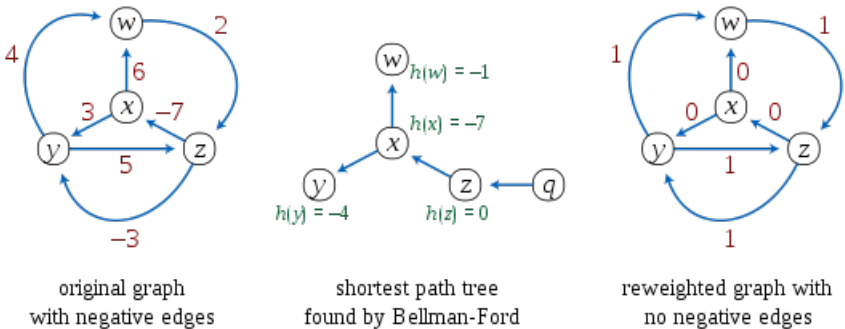 w
4
2
6
x
3
–7
y
z
5
–3
original graph
with negative edges
w
h(w) = –1
h(x) = –7
x
y
z
q
h(y) = –4
h(z) = 0
shortest path tree
found by Bellman-Ford
w
1
1
0
x
0
0
y
z
1
1
reweighted graph with
no negative edges